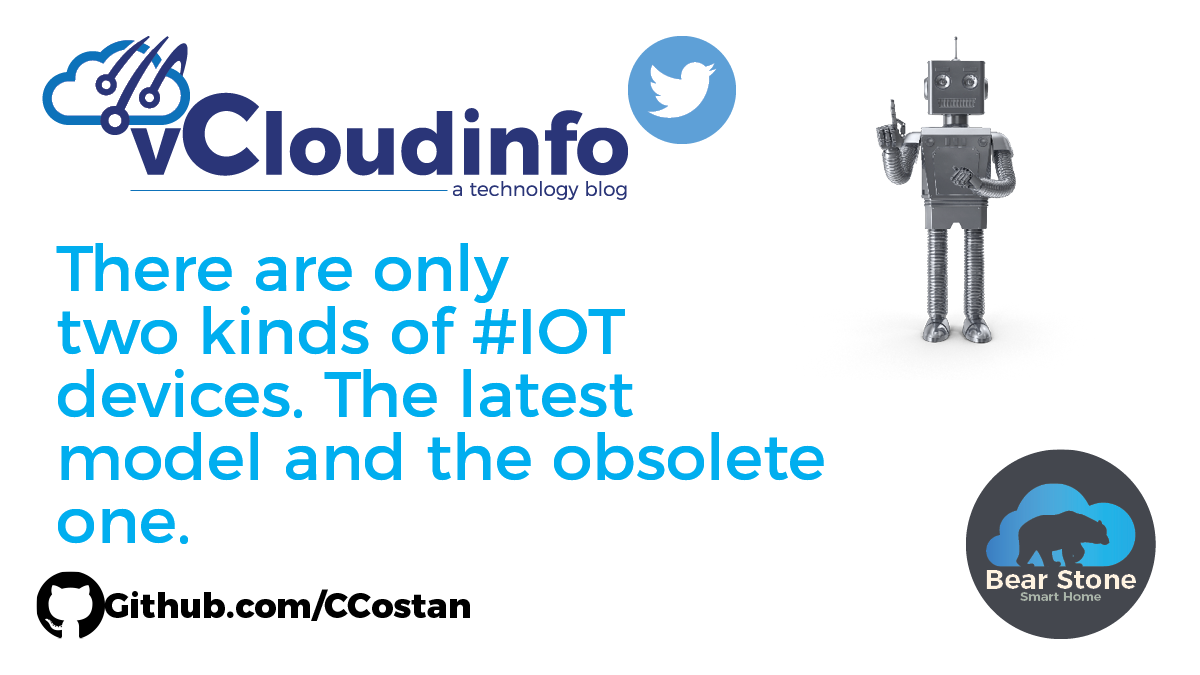 vCloudinfo
a technology blog
There are only
two kinds of #IOT
devices. The latest
model and the obsolete
one.
Github.com/CCostan
Bear Stone
Smart Home